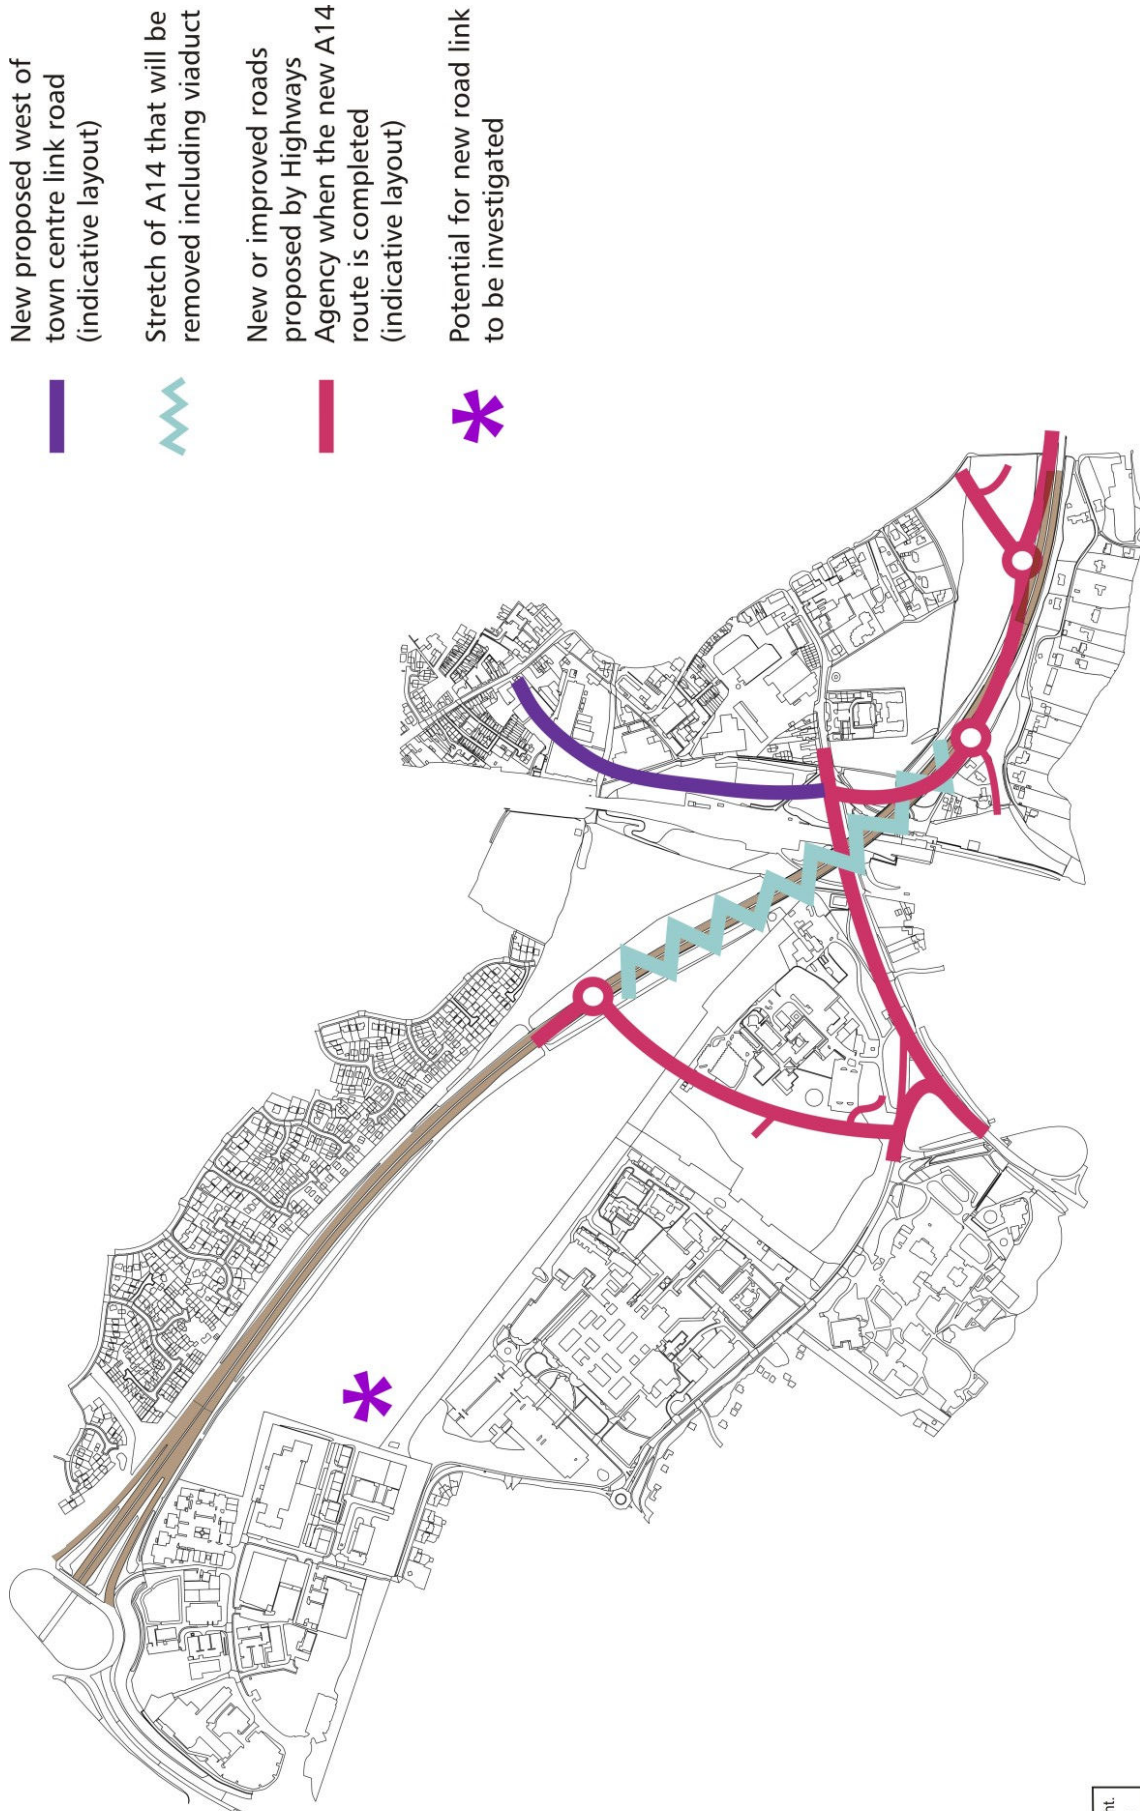 New proposed west of
town centre link road
(indicative layout)
Stretch of A14 that will be
removed including viaduct
New or improved roads
proposed by Highways
Agency when the new A14
route is completed
(indicative layout)
Potential for new road link
to be investigated
nt.